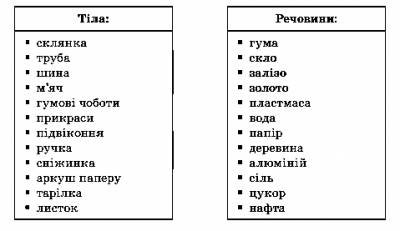 Тіла:
▪ склянка
▪ труба
▪ шина
▪ м'яч
▪ гумові чоботи
▪ прикраси
▪ підвіконня
▪ ручка
▪ сніжинка
▪ аркуш паперу
▪ тарілка
▪ листок
Речовини:
▪ гума
▪ скло
▪ залізо
▪ золото
▪ пластмаса
▪ вода
▪ папір
▪ деревина
▪ алюміній
▪ сіль
▪ цукор
▪ нафта